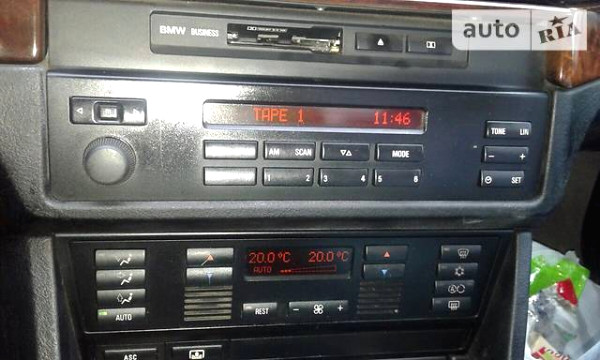 auto RIA
BMW BUSINESS
TAPE 1 11:46
TONE LIN
AM SCAN MODE
- +
1 2 3 4 5 6
SET
20.0°C 20.0°C
AUTO
REST - +
AUTO
ASC